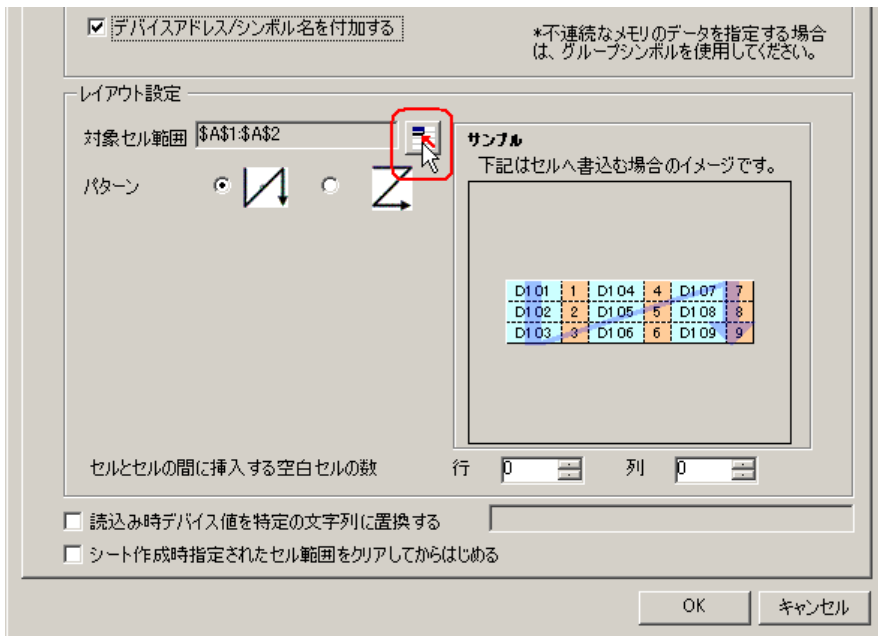 デバイスアドレス/シンボル名を付加する
*不連続なメモリのデータを指定する場合
は、グループシンボルを使用してください。
レイアウト設定
対象セル範囲 $A$1:$A$2
パターン
サンプル
下記はセルへ書込む場合のイメージです。
D101 1 D104 4 D107 7
D102 2 D105 5 D108 8
D103 3 D106 6 D109 9
セルとセルの間に挿入する空白セルの数 行 0 列 0
読込み時デバイス値を特定の文字列に置換する
シート作成時指定されたセル範囲をクリアしてからはじめる
OK キャンセル